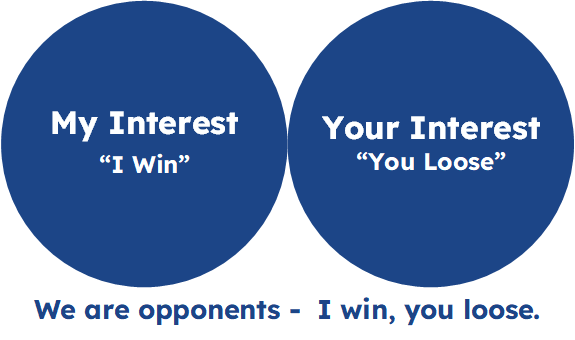 My Interest
“I Win”
Your Interest
“You Loose”
We are opponents -  I win, you loose.